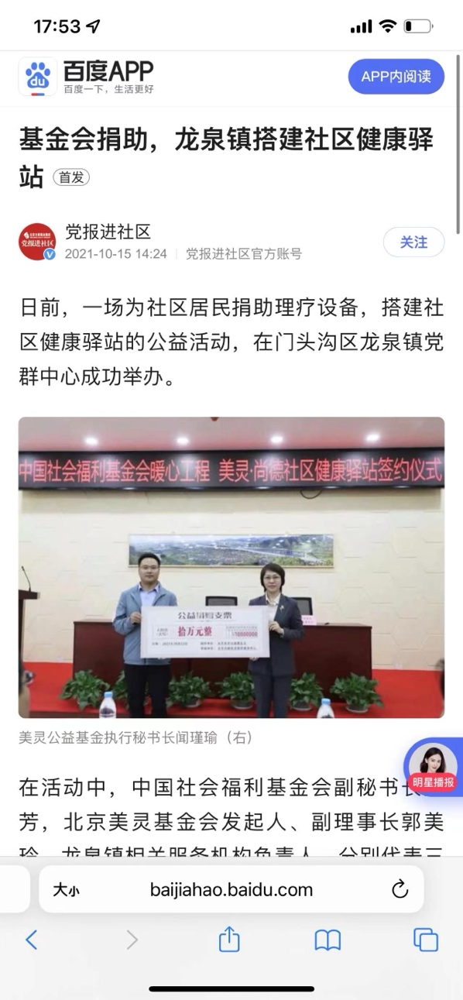 17:53
百度APP
百度一下，生活更好
APP内阅读
基金会捐助，龙泉镇搭建社区健康驿
站 首发
党报进社区
党报进社区
2021-10-15 14:24 党报进社区官方账号
关注
日前，一场为社区居民捐助理疗设备，搭建社
区健康驿站的公益活动，在门头沟区龙泉镇党
群中心成功举办。
中国社会福利基金会暖心工程 美灵·尚德社区健康驿站签约仪式
公益捐赠支票
拾万元整
美灵公益基金执行秘书长闻瑾瑜（右）
明星播报
在活动中，中国社会福利基金会副秘书长
芳，北京美灵基金会发起人、副理事长郭美
玲，龙泉镇相关服务机构负责人，分别代表三
大小 baijiahao.baidu.com